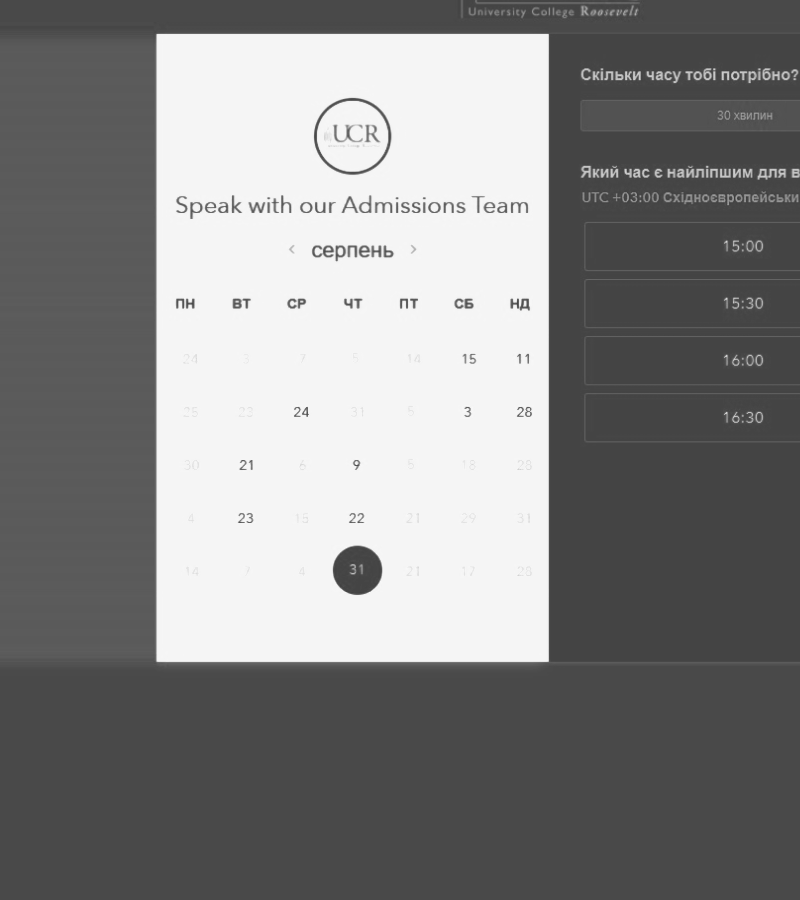 University College Roosevelt
UCR
Speak with our Admissions Team
< серпень >
ПН ВТ СР ЧТ ПТ СБ НД
24 3 7 5 14 15 11
25 23 24 31 5 3 28
30 21 6 9 5 18 28
4 23 15 22 21 29 31
14 7 4 31 21 17 28
Скільки часу тобі потрібно?
30 хвилин
Який час є найліпшим для в
UTC +03:00 Східноєвропейськи
15:00
15:30
16:00
16:30